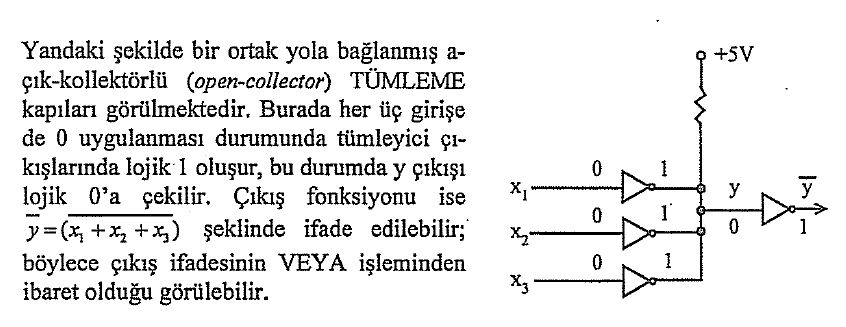 Yandaki şekilde bir ortak yola bağlanmış a-
çık-kollektörlü (open-collector) TÜMLEME
kapıları görülmektedir. Burada her üç girişe
de 0 uygulanması durumunda tümleyici çı-
kışlarında lojik 1 oluşur, bu durumda y çıkışı
lojik 0'a çekilir. Çıkış fonksiyonu ise
y̅=(x₁ +x₂ +x₃)̅ şeklinde ifade edilebilir;
böylece çıkış ifadesinin VEYA işleminden
ibaret olduğu görülebilir.
+5V
x₁ 0 1
y y̅
x₂ 0 1
0 1
x₃ 0 1